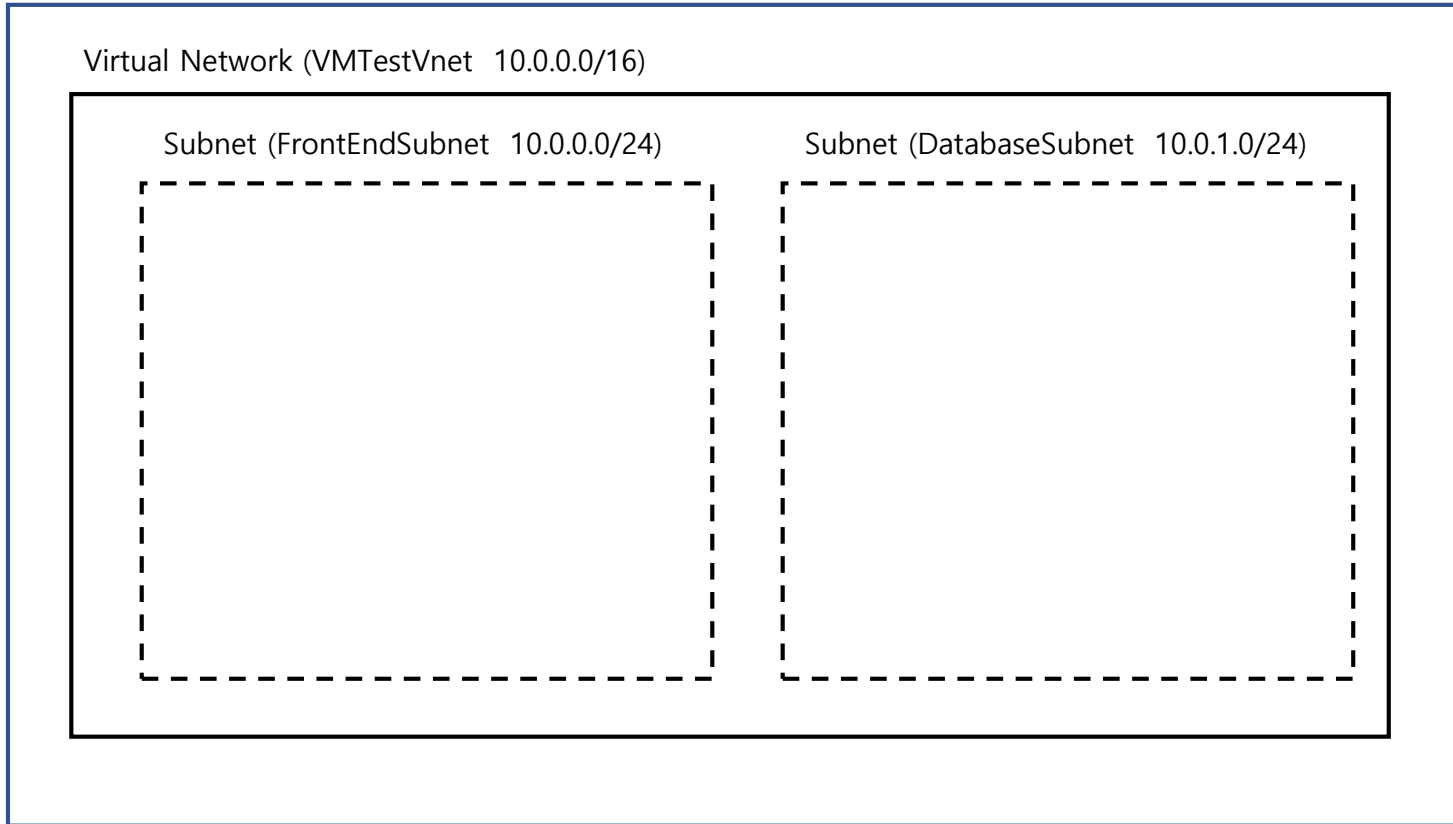 Virtual Network (VMTestVnet 10.0.0.0/16)
Subnet (FrontEndSubnet 10.0.0.0/24)
Subnet (DatabaseSubnet 10.0.1.0/24)